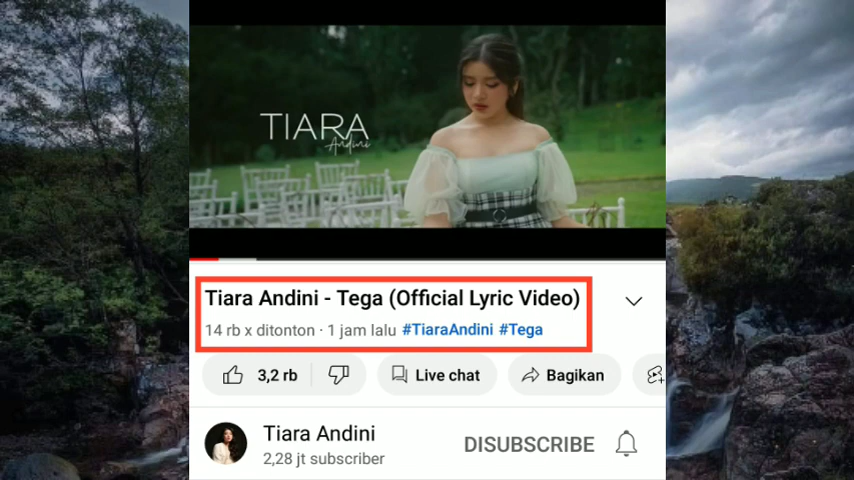 TIARA
Andini
Tiara Andini - Tega (Official Lyric Video)
14 rb x ditonton · 1 jam lalu #TiaraAndini #Tega
3,2 rb
Live chat
Bagikan
Tiara Andini
DISUBSCRIBE
2,28 jt subscriber